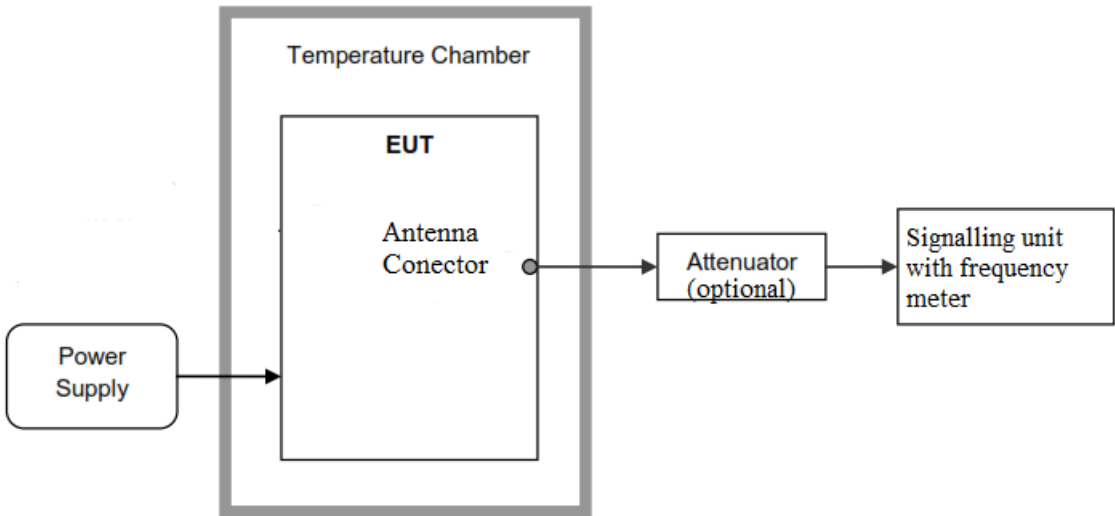 Temperature Chamber
EUT
Antenna
Conector
Attenuator
(optional)
Signalling unit
with frequency
meter
Power
Supply